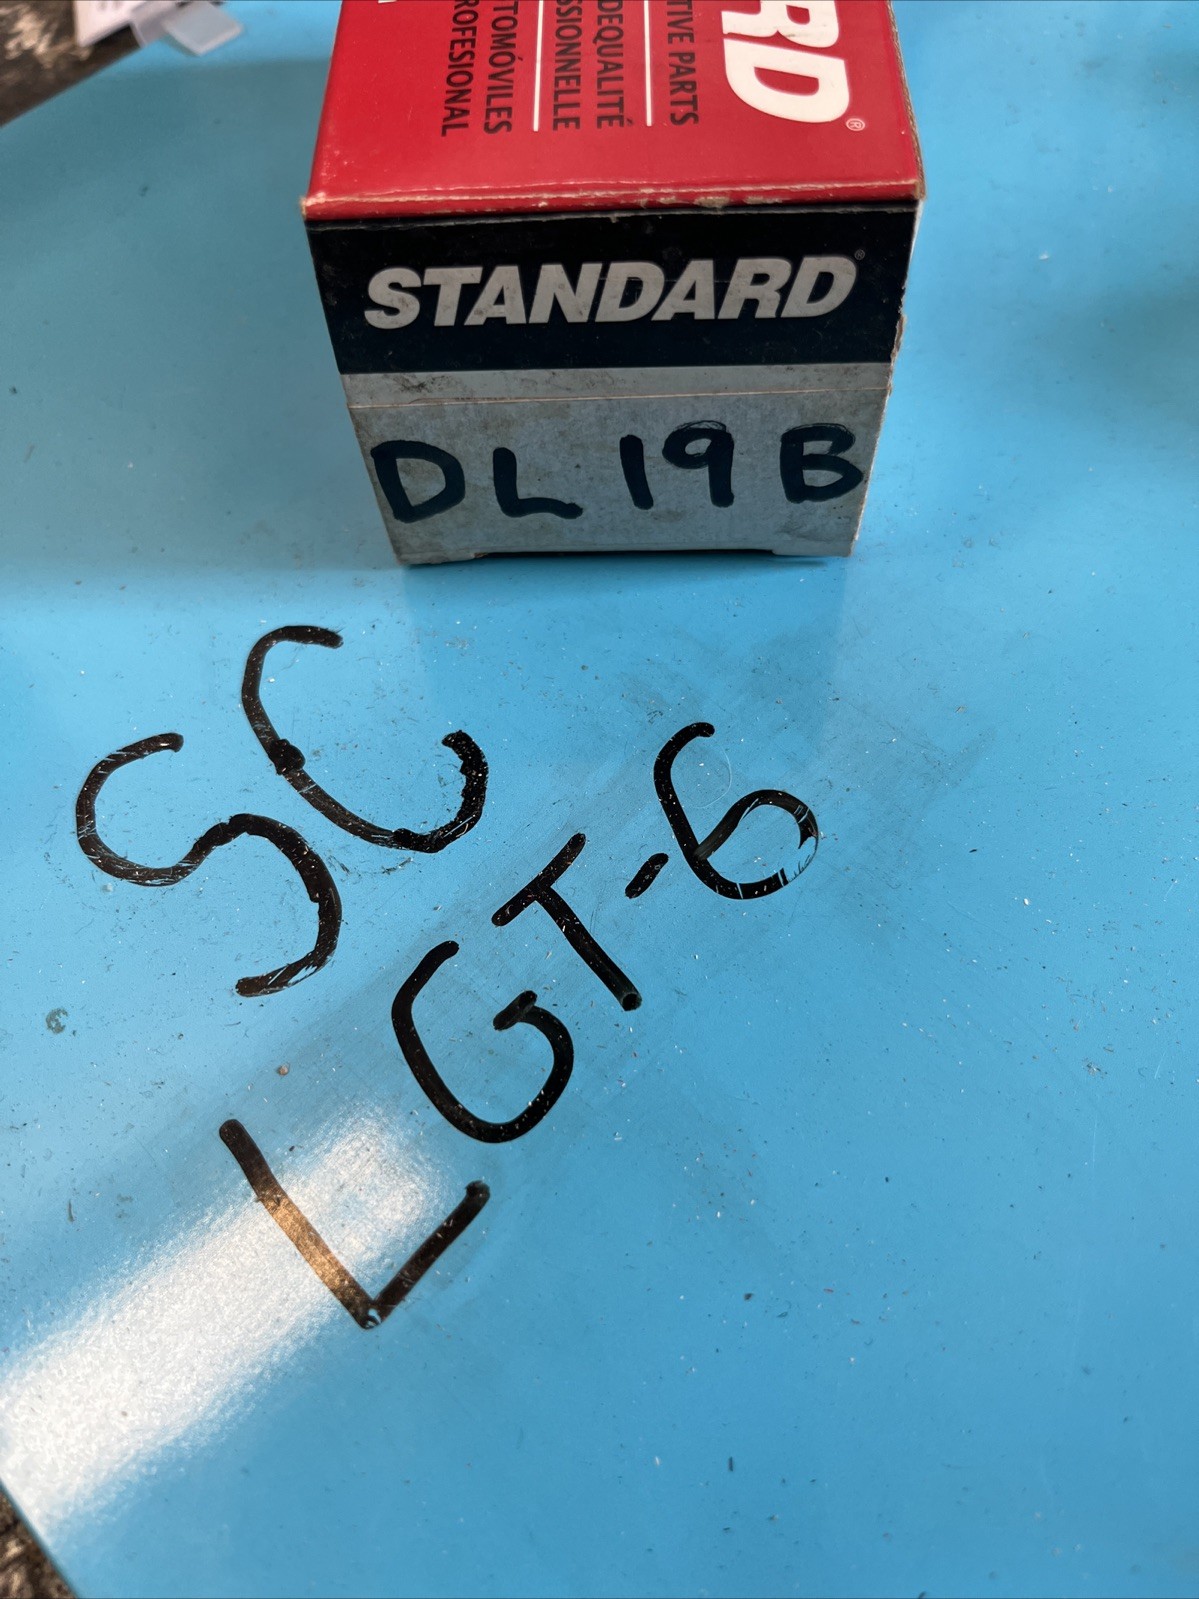 RD®
TIVE PARTS
DEQUALITÉ
SSIONNELLE
TOMÓVILES
ROFESIONAL
STANDARD®
DL19B
SC
LGT-6